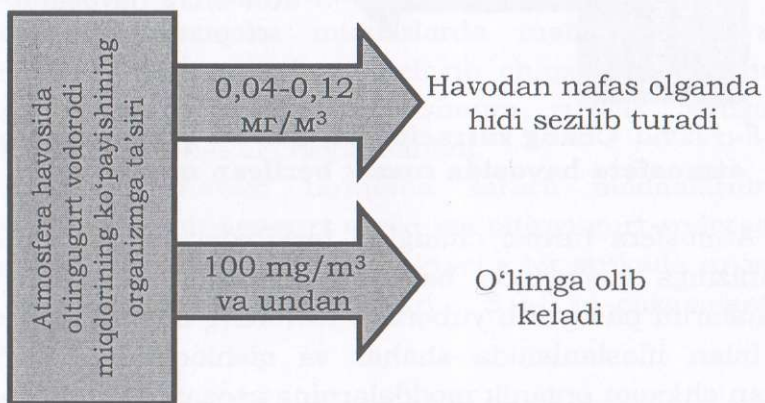 Atmosfera havosida
oltingugurt vodorodi
miqdorining ko‘payishining
organizmga ta‘siri
0,04-0,12
мг/м³
Havodan nafas olganda
hidi sezilib turadi
100 mg/m³
va undan
O‘limga olib
keladi